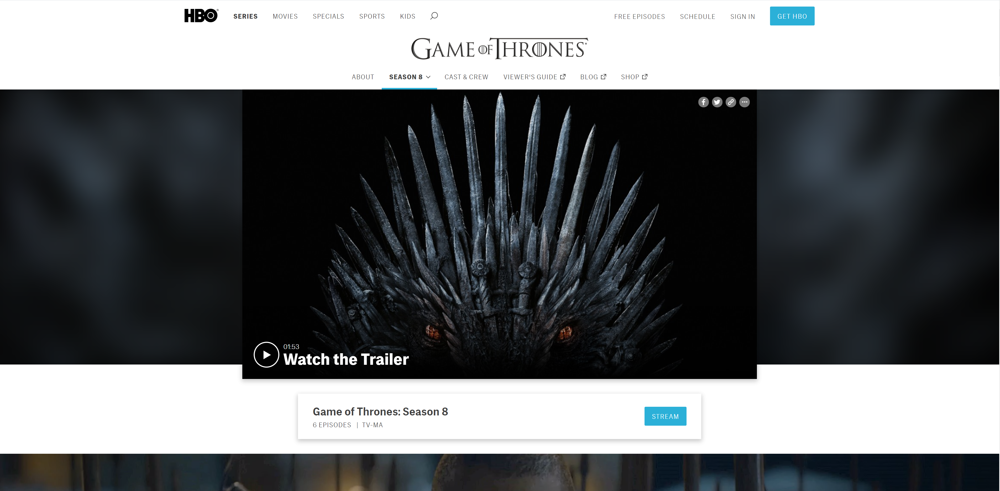 HBO®
SERIES
MOVIES
SPECIALS
SPORTS
KIDS
FREE EPISODES
SCHEDULE
SIGN IN
GET HBO
GAME OF THRONES®
ABOUT
SEASON 8
CAST & CREW
VIEWER'S GUIDE
BLOG
SHOP
01:53
Watch the Trailer
Game of Thrones: Season 8
6 EPISODES | TV-MA
STREAM